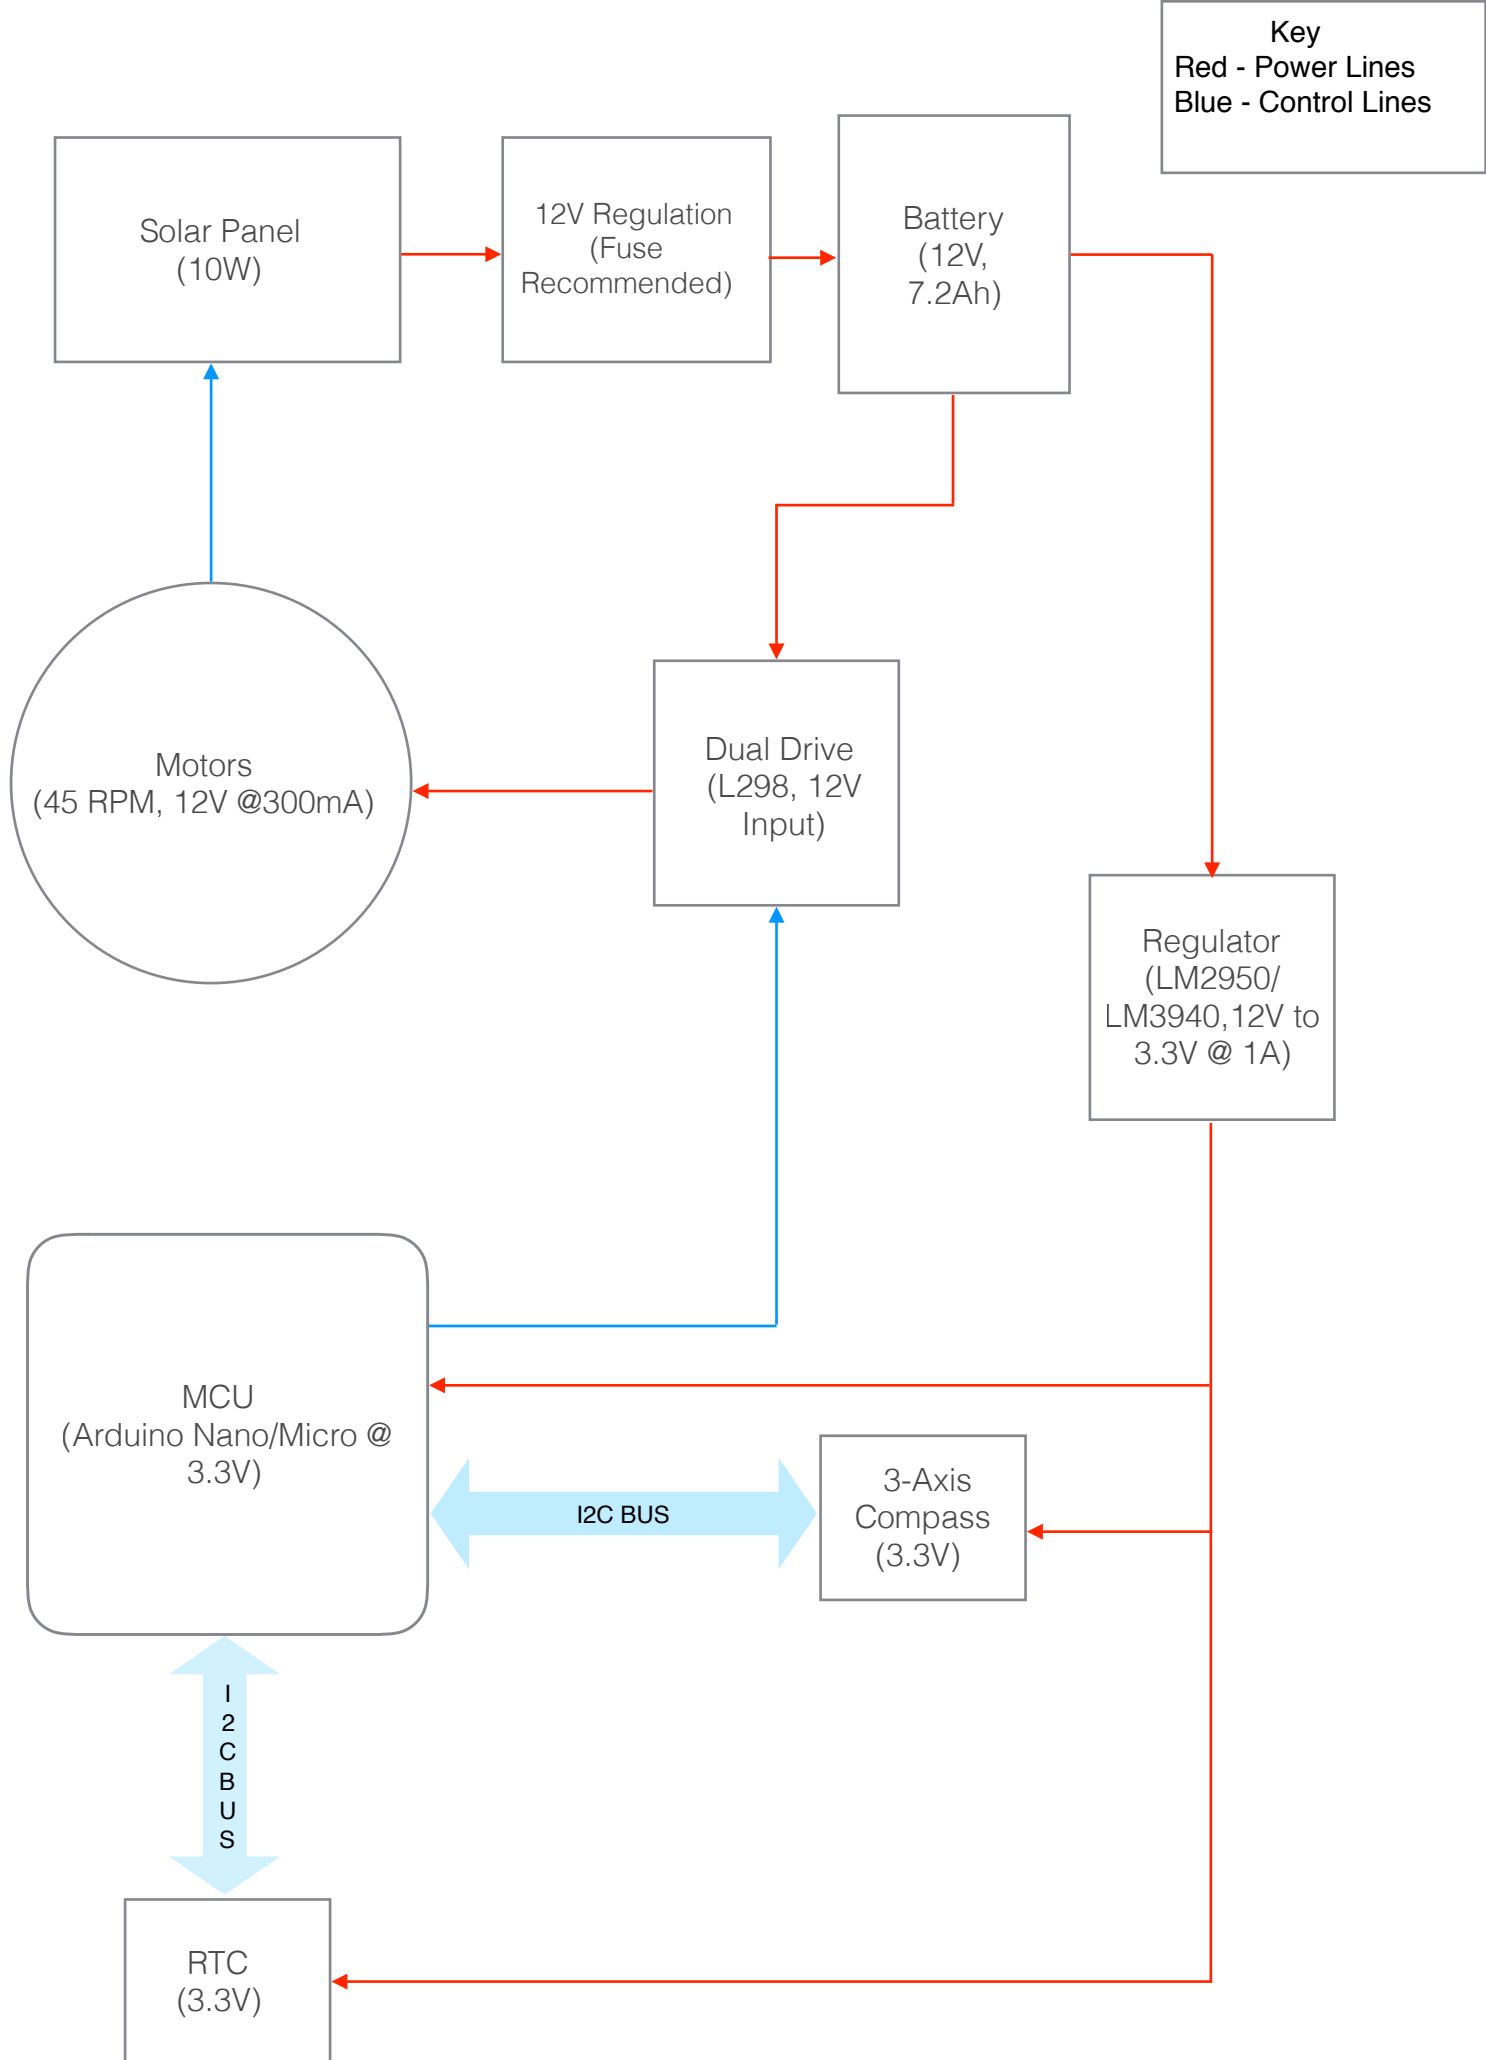 Key
Red - Power Lines
Blue - Control Lines
Solar Panel
(10W)
12V Regulation
(Fuse
Recommended)
Battery
(12V,
7.2Ah)
Motors
(45 RPM, 12V @300mA)
Dual Drive
(L298, 12V
Input)
Regulator
(LM2950/
LM3940,12V to
3.3V @ 1A)
MCU
(Arduino Nano/Micro @
3.3V)
I2C BUS
3-Axis
Compass
(3.3V)
I
2
C
B
U
S
RTC
(3.3V)